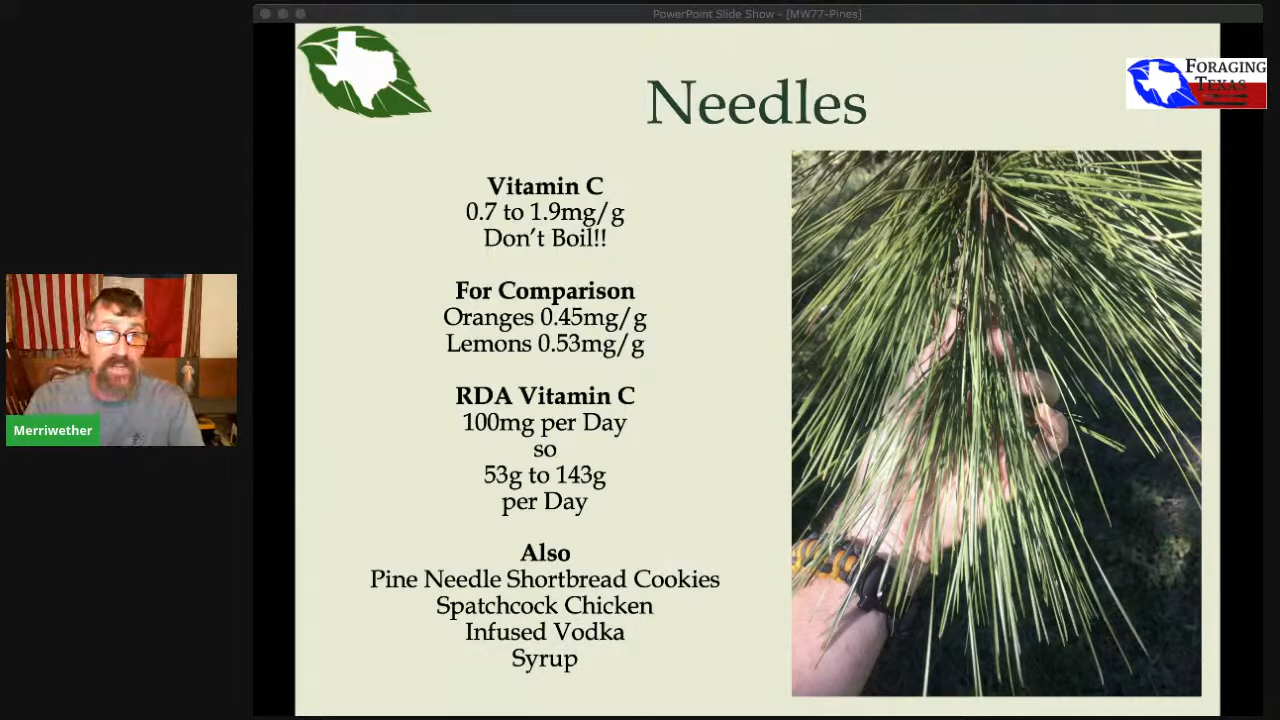 PowerPoint Slide Show - [MW77-Pines]
FORAGING
TEXAS
Needles
Vitamin C
0.7 to 1.9mg/g
Don't Boil!!
For Comparison
Oranges 0.45mg/g
Lemons 0.53mg/g
RDA Vitamin C
100mg per Day
so
53g to 143g
per Day
Also
Pine Needle Shortbread Cookies
Spatchcock Chicken
Infused Vodka
Syrup
Merriwether